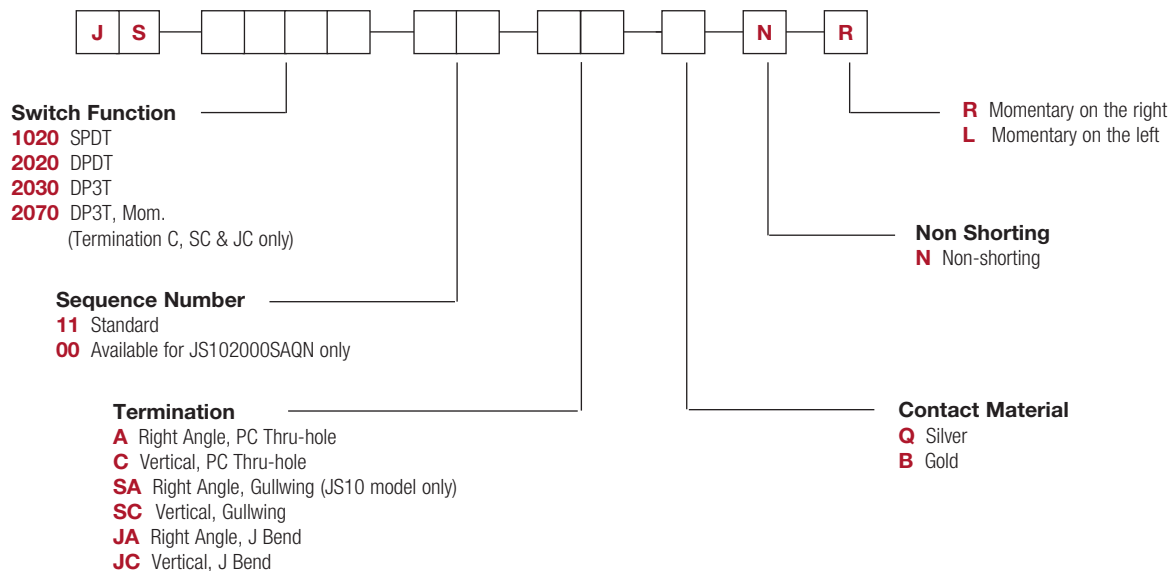 J S N R
Switch Function
1020 SPDT
2020 DPDT
2030 DP3T
2070 DP3T, Mom.
(Termination C, SC & JC only)
Sequence Number
11 Standard
00 Available for JS102000SAQN only
Termination
A Right Angle, PC Thru-hole
C Vertical, PC Thru-hole
SA Right Angle, Gullwing (JS10 model only)
SC Vertical, Gullwing
JA Right Angle, J Bend
JC Vertical, J Bend
R Momentary on the right
L Momentary on the left
Non Shorting
N Non-shorting
Contact Material
Q Silver
B Gold